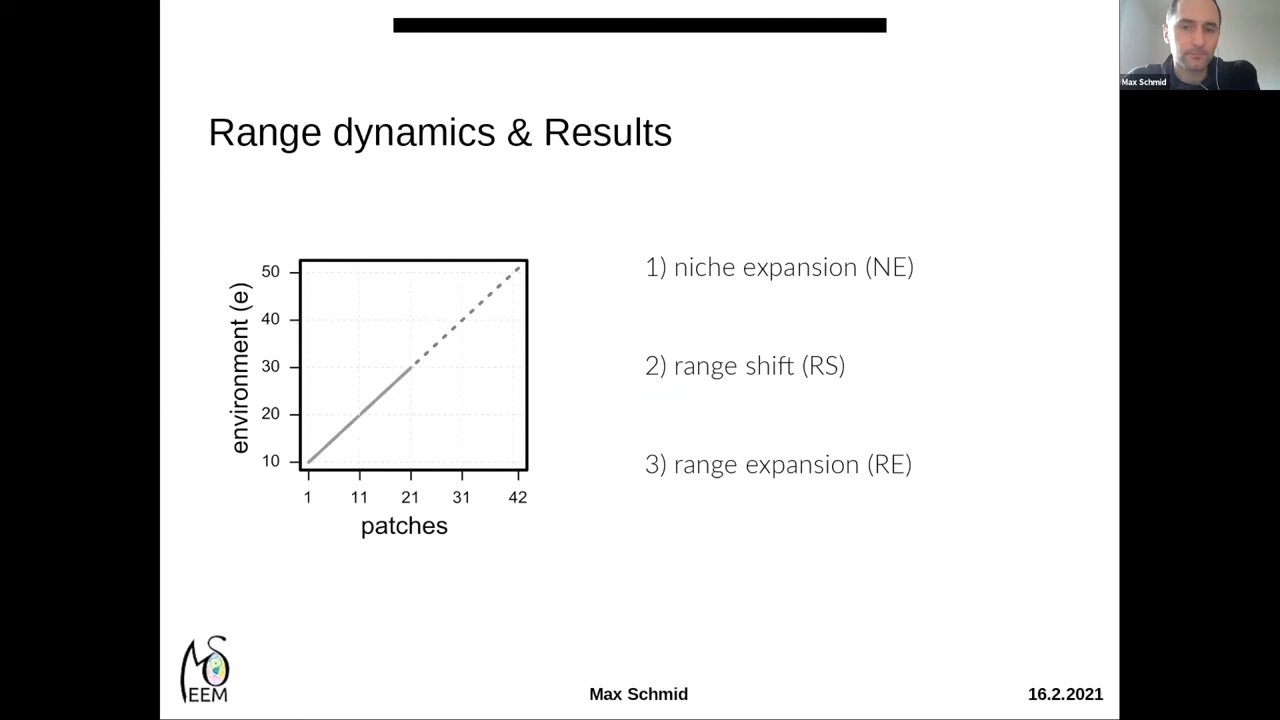 Max Schmid
Range dynamics & Results
environment (e)
50
40
30
20
10
1 11 21 31 42
patches
1) niche expansion (NE)
2) range shift (RS)
3) range expansion (RE)
EEM
Max Schmid
16.2.2021